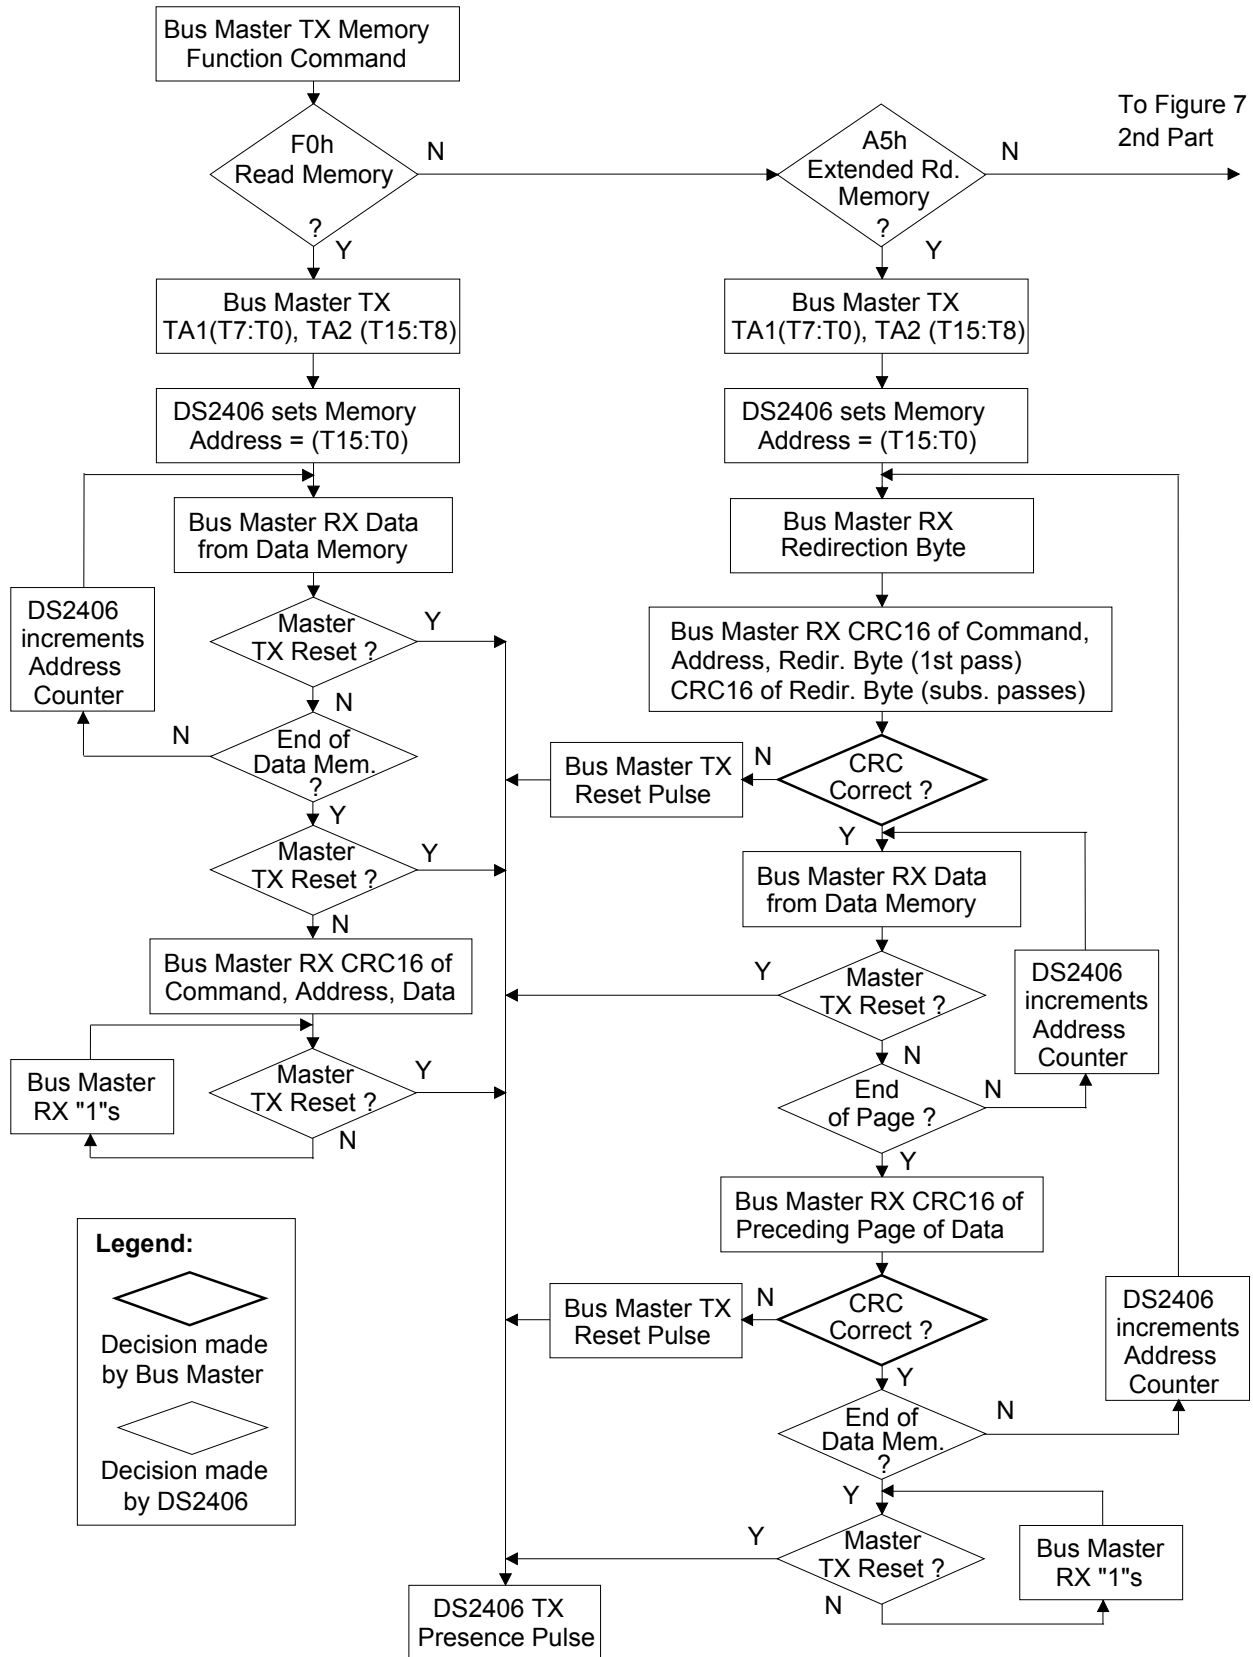 Bus Master TX Memory
Function Command
F0h
Read Memory
?
N
Y
A5h
Extended Rd.
Memory
?
N
Y
To Figure 7
2nd Part
Bus Master TX
TA1(T7:T0), TA2 (T15:T8)
DS2406 sets Memory
Address = (T15:T0)
Bus Master RX Data
from Data Memory
DS2406
increments
Address
Counter
Master
TX Reset ?
Y
N
End of
Data Mem.
?
N
Y
Master
TX Reset ?
Y
N
Bus Master RX CRC16 of
Command, Address, Data
Bus Master
RX "1"s
Master
TX Reset ?
Y
N
Bus Master TX
TA1(T7:T0), TA2 (T15:T8)
DS2406 sets Memory
Address = (T15:T0)
Bus Master RX
Redirection Byte
Bus Master RX CRC16 of Command,
Address, Redir. Byte (1st pass)
CRC16 of Redir. Byte (subs. passes)
CRC
Correct ?
N
Bus Master TX
Reset Pulse
Y
Bus Master RX Data
from Data Memory
Master
TX Reset ?
Y
N
DS2406
increments
Address
Counter
End
of Page ?
N
Y
Bus Master RX CRC16 of
Preceding Page of Data
CRC
Correct ?
N
Bus Master TX
Reset Pulse
Y
DS2406
increments
Address
Counter
End of
Data Mem.
?
N
Y
Master
TX Reset ?
Y
N
Bus Master
RX "1"s
DS2406 TX
Presence Pulse
Legend:
Decision made
by Bus Master
Decision made
by DS2406